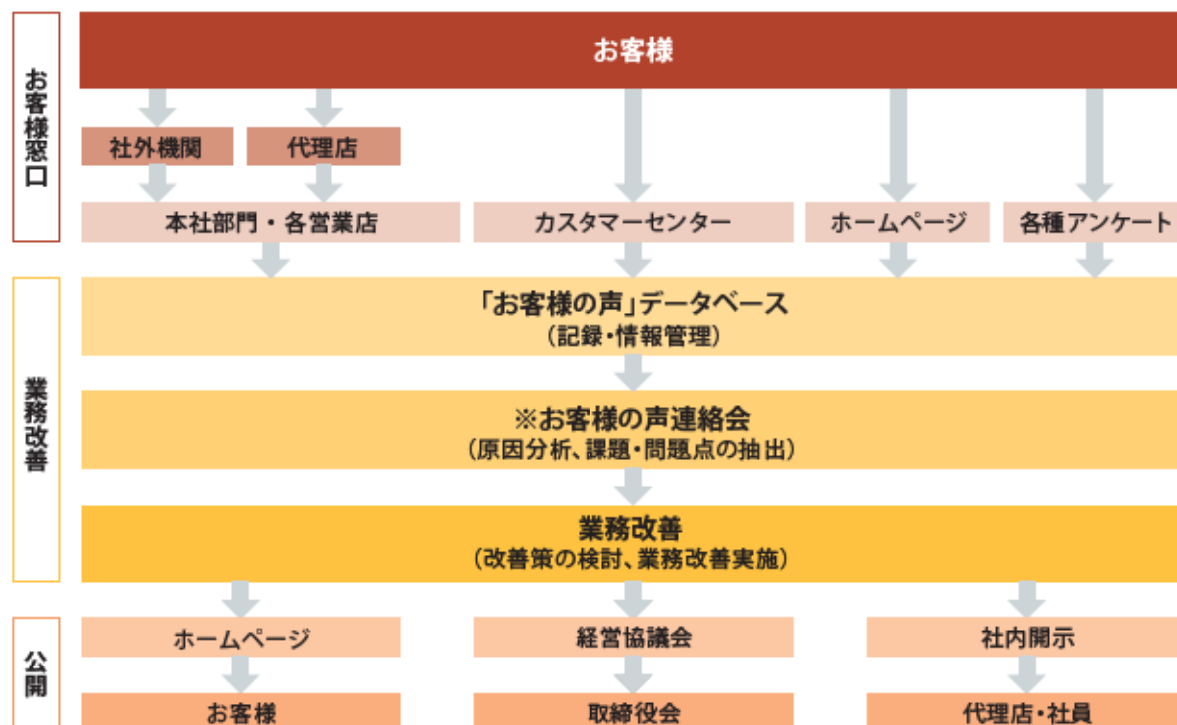 お客様窓口
お客様
社外機関
代理店
本社部門・各営業店
カスタマーセンター
ホームページ
各種アンケート
業務改善
「お客様の声」データベース
（記録・情報管理）
※お客様の声連絡会
（原因分析、課題・問題点の抽出）
業務改善
（改善策の検討、業務改善実施）
公開
ホームページ
経営協議会
社内開示
お客様
取締役会
代理店・社員